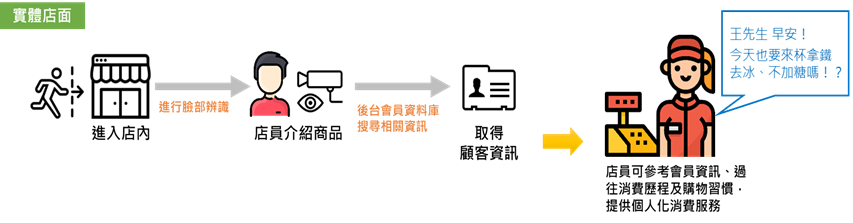 實體店面
王先生 早安！
今天也要來杯拿鐵
去冰、不加糖嗎！？
進行臉部辨識
後台會員資料庫
搜尋相關資訊
進入店內
店員介紹商品
取得
顧客資訊
店員可參考會員資訊、過
往消費歷程及購物習慣，
提供個人化消費服務